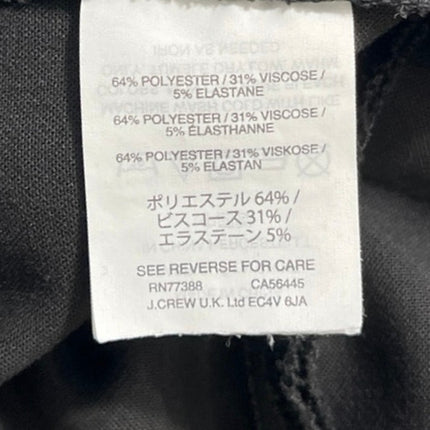 64% POLYESTER / 31% VISCOSE /
5% ELASTANE
64% POLYESTER / 31% VISCOSE /
5% ÉLASTHANNE
64% POLYESTER / 31% VISKOSE /
5% ELASTAN
ポリエステル 64% /
ビスコース 31% /
エラステーン 5%
SEE REVERSE FOR CARE
RN77388 CA56445
J.CREW U.K. Ltd EC4V 6JA